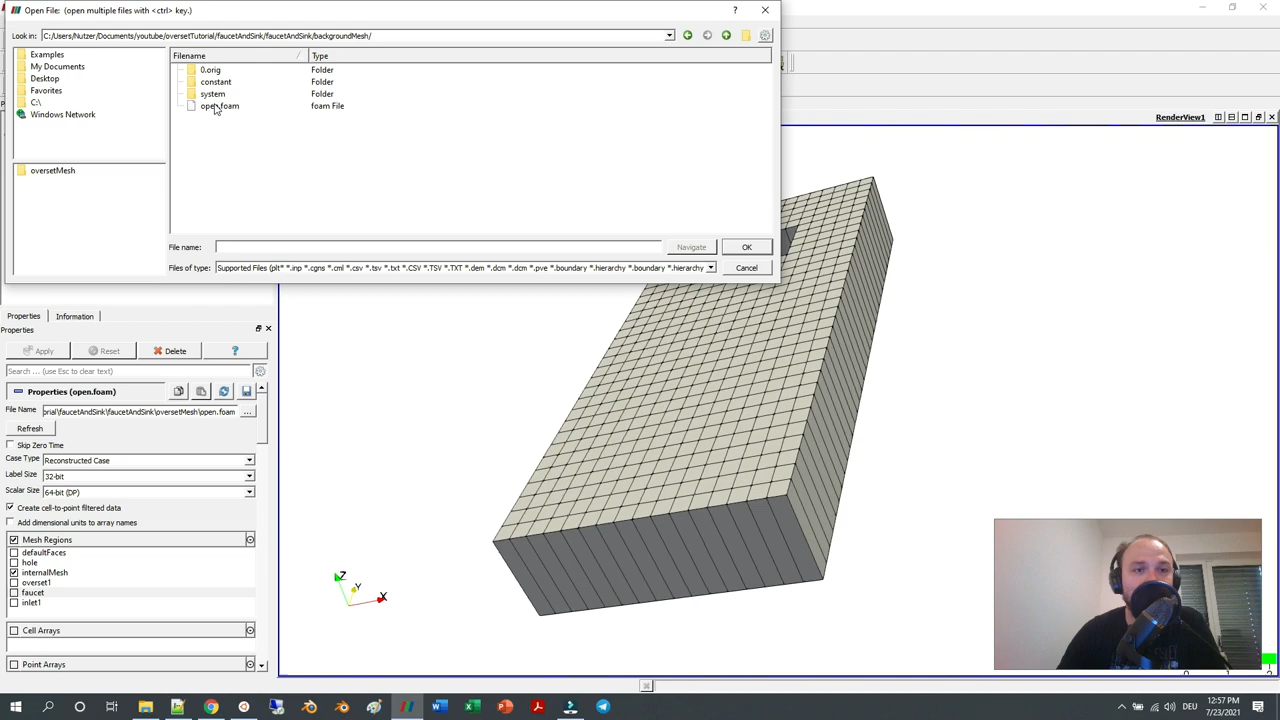 Open File: (open multiple files with <ctrl> key.)
?
Look in: C:/Users/Nutzer/Documents/youtube/oversetTutorial/faucetAndSink/faucetAndSink/backgroundMesh/
Examples
My Documents
Desktop
Favorites
C:\
Windows Network
oversetMesh
Filename Type
0.orig Folder
constant Folder
system Folder
open.foam foam File
File name: Navigate OK
Files of type: Supported Files (plt* *.inp *.cgns *.cml *.csv *.tsv *.txt *.CSV *.TSV *.TXT *.dem *.dcm *.dcm *.pve *.boundary *.hierarchy *.boundary *.hierarchy Cancel
RenderView1
Properties Information
Properties
Apply Reset Delete ?
Search ... (use Esc to clear text)
Properties (open.foam)
File Name orial\faucetAndSink\faucetAndSink\oversetMesh\open.foam ...
Refresh
Skip Zero Time
Case Type Reconstructed Case
Label Size 32-bit
Scalar Size 64-bit (DP)
Create cell-to-point filtered data
Add dimensional units to array names
Mesh Regions
defaultFaces
hole
internalMesh
overset1
faucet
inlet1
Cell Arrays
Point Arrays
Z
Y
X
DEU
12:57 PM
7/23/2021